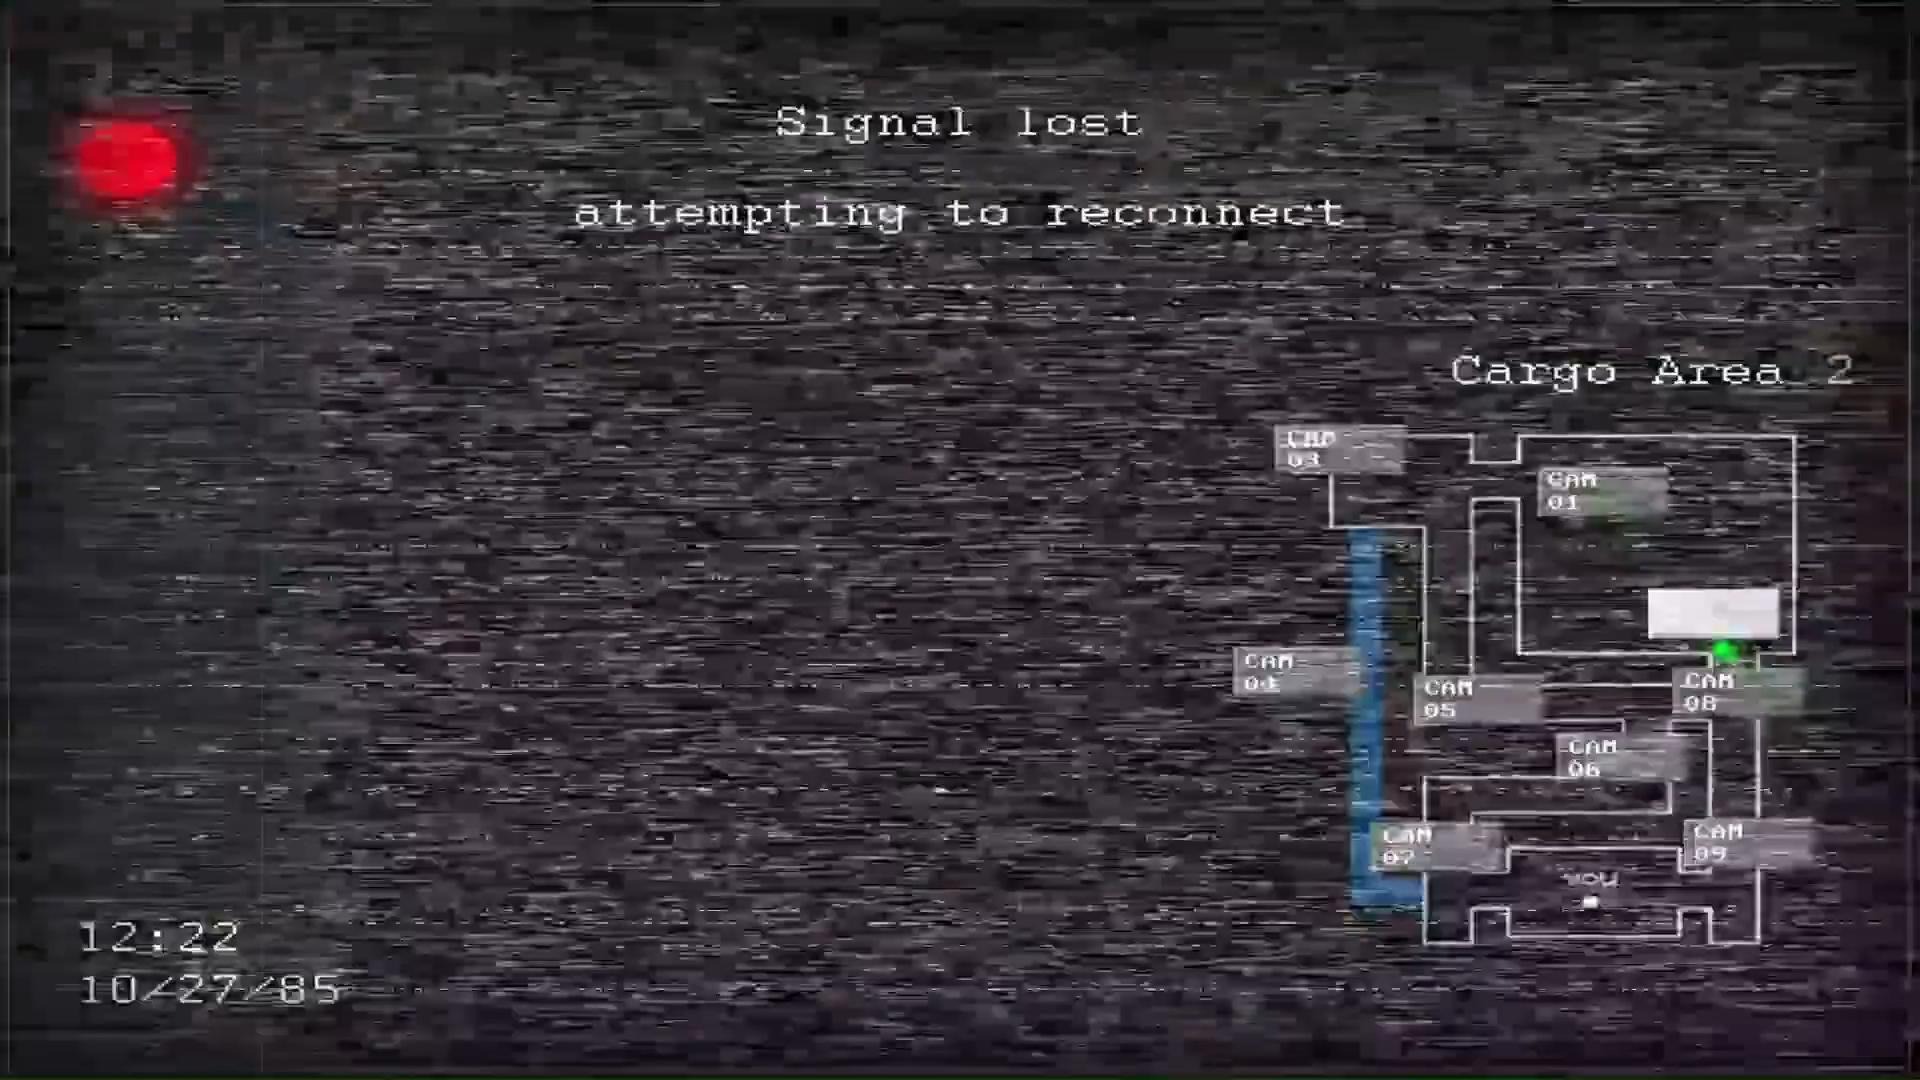 Signal lost
attempting to reconnect
Cargo Area 2
CAM
03
CAM
01
CAM
04
CAM
05
CAM
08
CAM
06
CAM
07
CAM
09
YOU
12:22
10/27/85